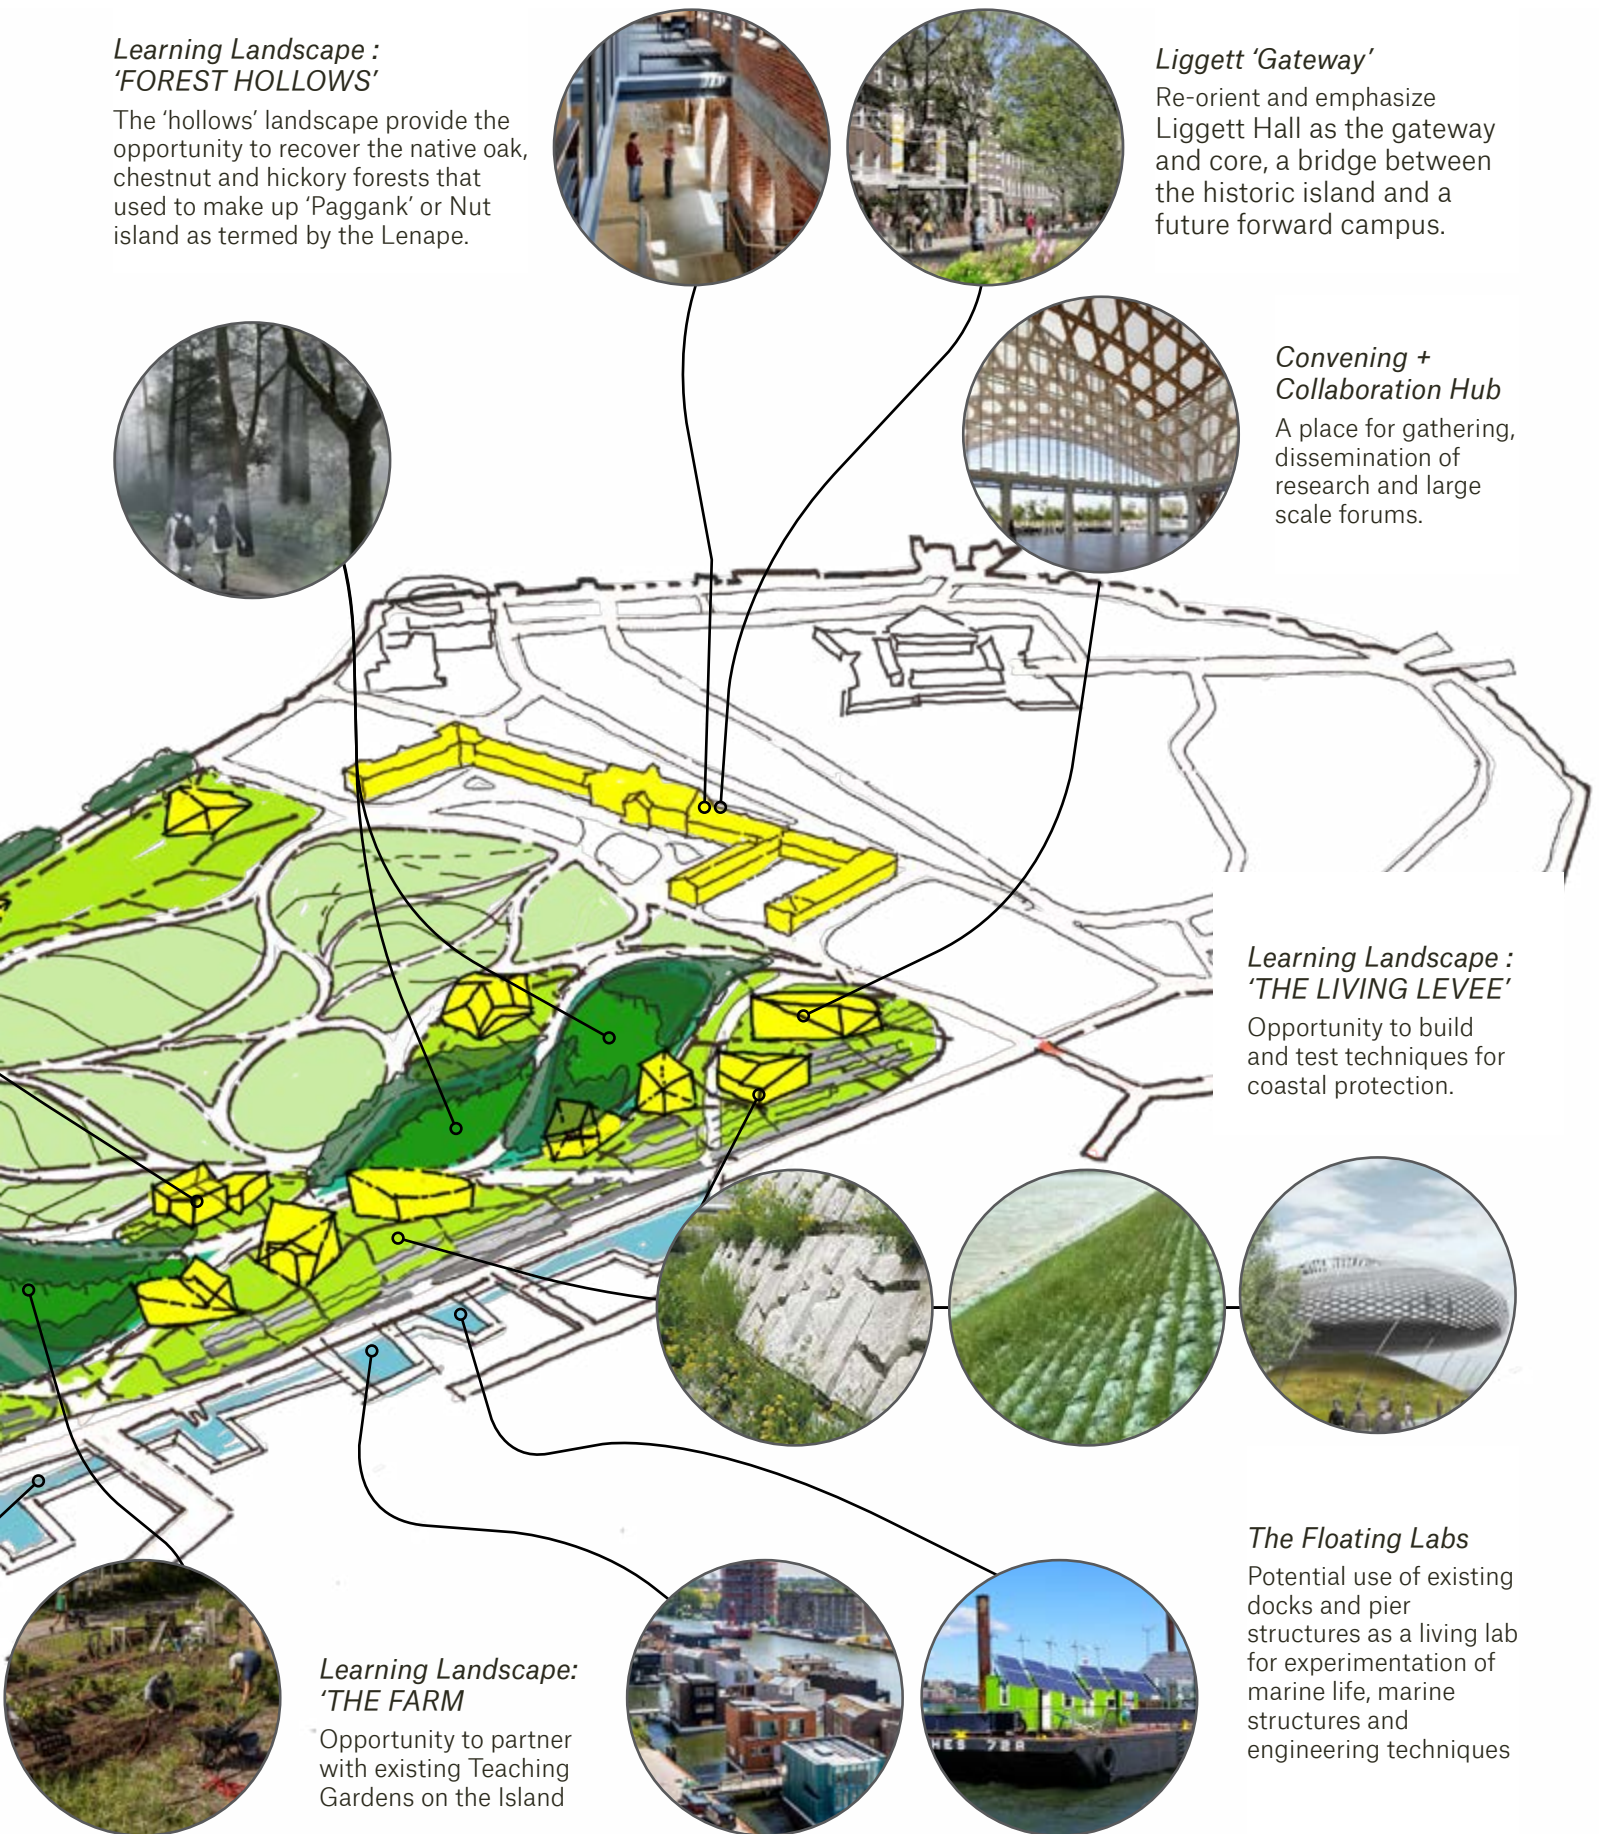 Learning Landscape :
‘FOREST HOLLOWS’
The ‘hollows’ landscape provide the
opportunity to recover the native oak,
chestnut and hickory forests that
used to make up ‘Paggank’ or Nut
island as termed by the Lenape.
Liggett ‘Gateway’
Re-orient and emphasize
Liggett Hall as the gateway
and core, a bridge between
the historic island and a
future forward campus.
Convening +
Collaboration Hub
A place for gathering,
dissemination of
research and large
scale forums.
Learning Landscape :
‘THE LIVING LEVEE’
Opportunity to build
and test techniques for
coastal protection.
The Floating Labs
Potential use of existing
docks and pier
structures as a living lab
for experimentation of
marine life, marine
structures and
engineering techniques
Learning Landscape:
‘THE FARM
Opportunity to partner
with existing Teaching
Gardens on the Island
HES 728